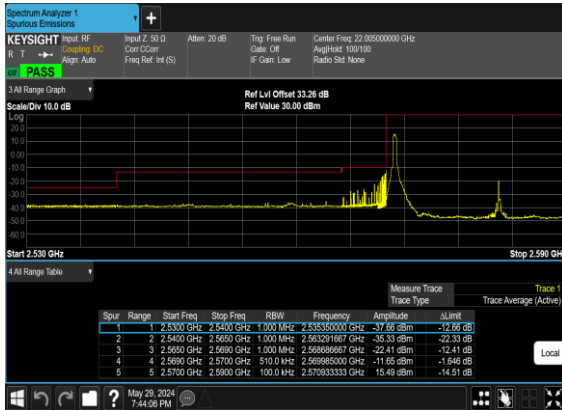 Spectrum Analyzer 1
Spurious Emissions
+
KEYSIGHT Input: RF Input Z: 50 Ω Atten: 20 dB Trig: Free Run Center Freq: 22.005000000 GHz
R T Coupling: DC Corr CCorr Gate: Off Avg|Hold: 100/100
Align: Auto Freq Ref: Int (S) IF Gain: Low Radio Std: None
LXI PASS
3 All Range Graph
Ref Lvl Offset 33.26 dB
Scale/Div 10.0 dB Ref Value 30.00 dBm
Log
20.0
10.0
0.00
-10.0
-20.0
-30.0
-40.0
-50.0
-60.0
Start 2.530 GHz Stop 2.590 GH
4 All Range Table
Measure Trace Trace 1
Trace Type Trace Average (Active)
Spur Range Start Freq Stop Freq RBW Frequency Amplitude ΔLimit
1 1 2.5300 GHz 2.5400 GHz 1.000 MHz 2.535350000 GHz -37.66 dBm -12.66 dB
2 2 2.5400 GHz 2.5650 GHz 1.000 MHz 2.563291667 GHz -35.33 dBm -22.33 dB
3 3 2.5650 GHz 2.5690 GHz 1.000 MHz 2.568686667 GHz -22.41 dBm -12.41 dB
4 4 2.5690 GHz 2.5700 GHz 510.0 kHz 2.569985000 GHz -11.65 dBm -1.646 dB
5 5 2.5700 GHz 2.5900 GHz 100.0 kHz 2.570933333 GHz 15.49 dBm -14.51 dB
Local
?
May 29, 2024
7:44:06 PM